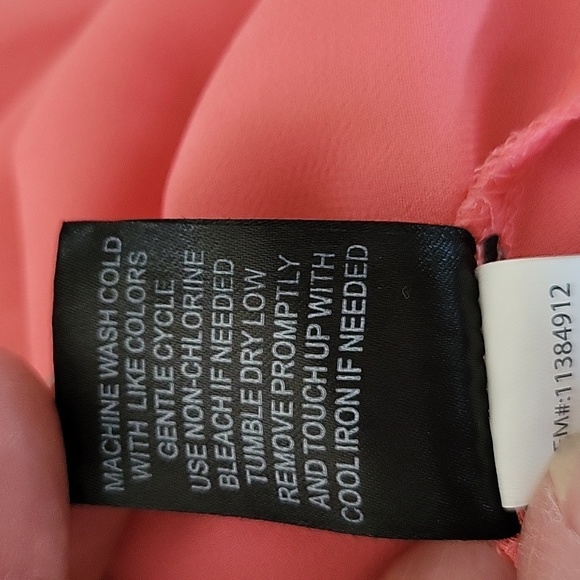 MACHINE WASH COLD
WITH LIKE COLORS
GENTLE CYCLE
USE NON-CHLORINE
BLEACH IF NEEDED
TUMBLE DRY LOW
REMOVE PROMPTLY
AND TOUCH UP WITH
COOL IRON IF NEEDED
EM#:11384912